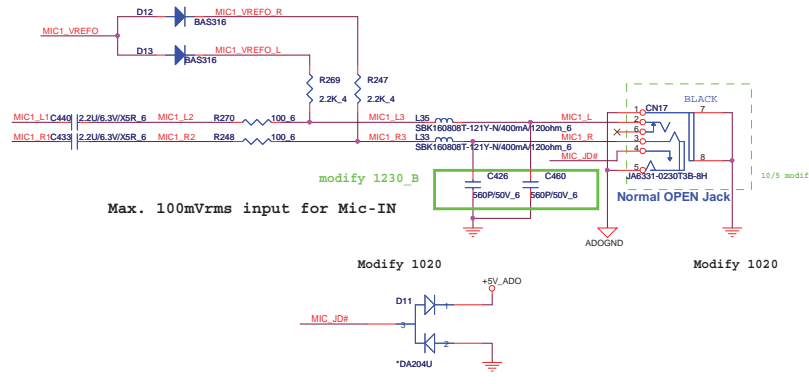 D12
MIC1_VREFO_R
BAS316
MIC1_VREFO
D13
MIC1_VREFO_L
BAS316
R269
R247
2.2K_4
2.2K_4
MIC1_L1
C440
2.2U/6.3V/X5R_6
MIC1_L2
R270
100_6
MIC1_L3
L35
SBK160808T-121Y-N/400mA/120ohm_6
MIC1_L
MIC1_R1
C433
2.2U/6.3V/X5R_6
MIC1_R2
R248
100_6
MIC1_R3
L33
SBK160808T-121Y-N/400mA/120ohm_6
MIC1_R
MIC_JD#
CN17
BLACK
1
2
6
3
4
5
7
8
JA6331-0230T3B-8H
Normal OPEN Jack
10/5 modif
modify 1230_B
C426
C460
560P/50V_6
560P/50V_6
Max. 100mVrms input for Mic-IN
ADOGND
Modify 1020
Modify 1020
+5V_ADO
D11
1
MIC_JD#
3
2
*DA204U